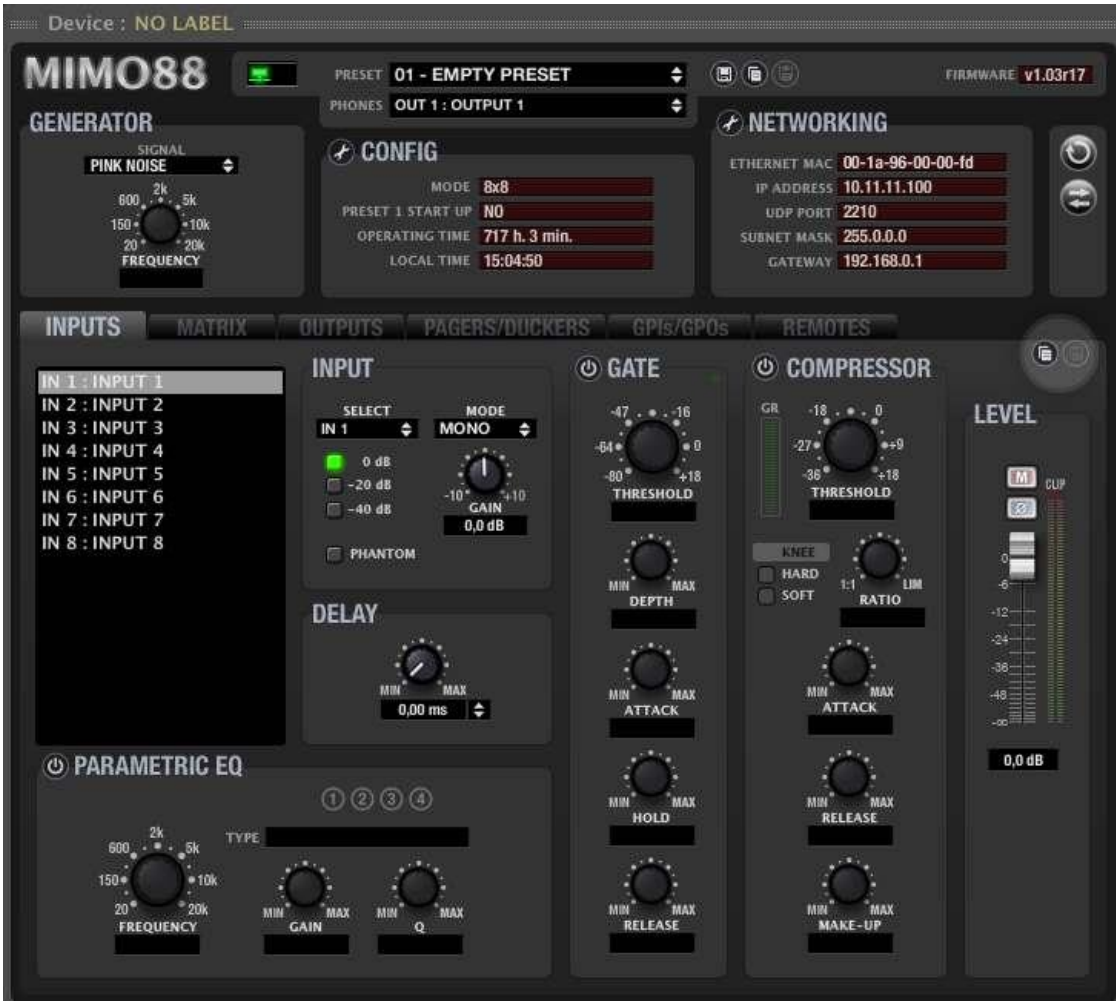 Device : NO LABEL
MIMO88
PRESET 01 - EMPTY PRESET
PHONES OUT 1 : OUTPUT 1
FIRMWARE v1.03r17
GENERATOR
SIGNAL
PINK NOISE
2k
600 5k
150 10k
20 20k
FREQUENCY
CONFIG
MODE 8x8
PRESET 1 START UP NO
OPERATING TIME 717 h. 3 min.
LOCAL TIME 15:04:50
NETWORKING
ETHERNET MAC 00-1a-96-00-00-fd
IP ADDRESS 10.11.11.100
UDP PORT 2210
SUBNET MASK 255.0.0.0
GATEWAY 192.168.0.1
INPUTS MATRIX OUTPUTS PAGERS/DUCKERS GPIs/GPOs REMOTES
IN 1 : INPUT 1
IN 2 : INPUT 2
IN 3 : INPUT 3
IN 4 : INPUT 4
IN 5 : INPUT 5
IN 6 : INPUT 6
IN 7 : INPUT 7
IN 8 : INPUT 8
INPUT
SELECT MODE
IN 1 MONO
0 dB
-20 dB
-40 dB
-10 +10
GAIN
0,0 dB
PHANTOM
DELAY
MIN MAX
0,00 ms
GATE
-47 -16
-64 0
-80 +18
THRESHOLD
MIN MAX
DEPTH
MIN MAX
ATTACK
MIN MAX
HOLD
MIN MAX
RELEASE
COMPRESSOR
GR
-18 0
-27 +9
-36 +18
THRESHOLD
KNEE
HARD
SOFT
1:1 LIM
RATIO
MIN MAX
ATTACK
MIN MAX
RELEASE
MIN MAX
MAKE-UP
LEVEL
M
CLIP
Ø
0
-6
-12
-24
-36
-48
-∞
0,0 dB
PARAMETRIC EQ
1 2 3 4
TYPE
2k
600 5k
150 10k
20 20k
FREQUENCY
MIN MAX
GAIN
MIN MAX
Q